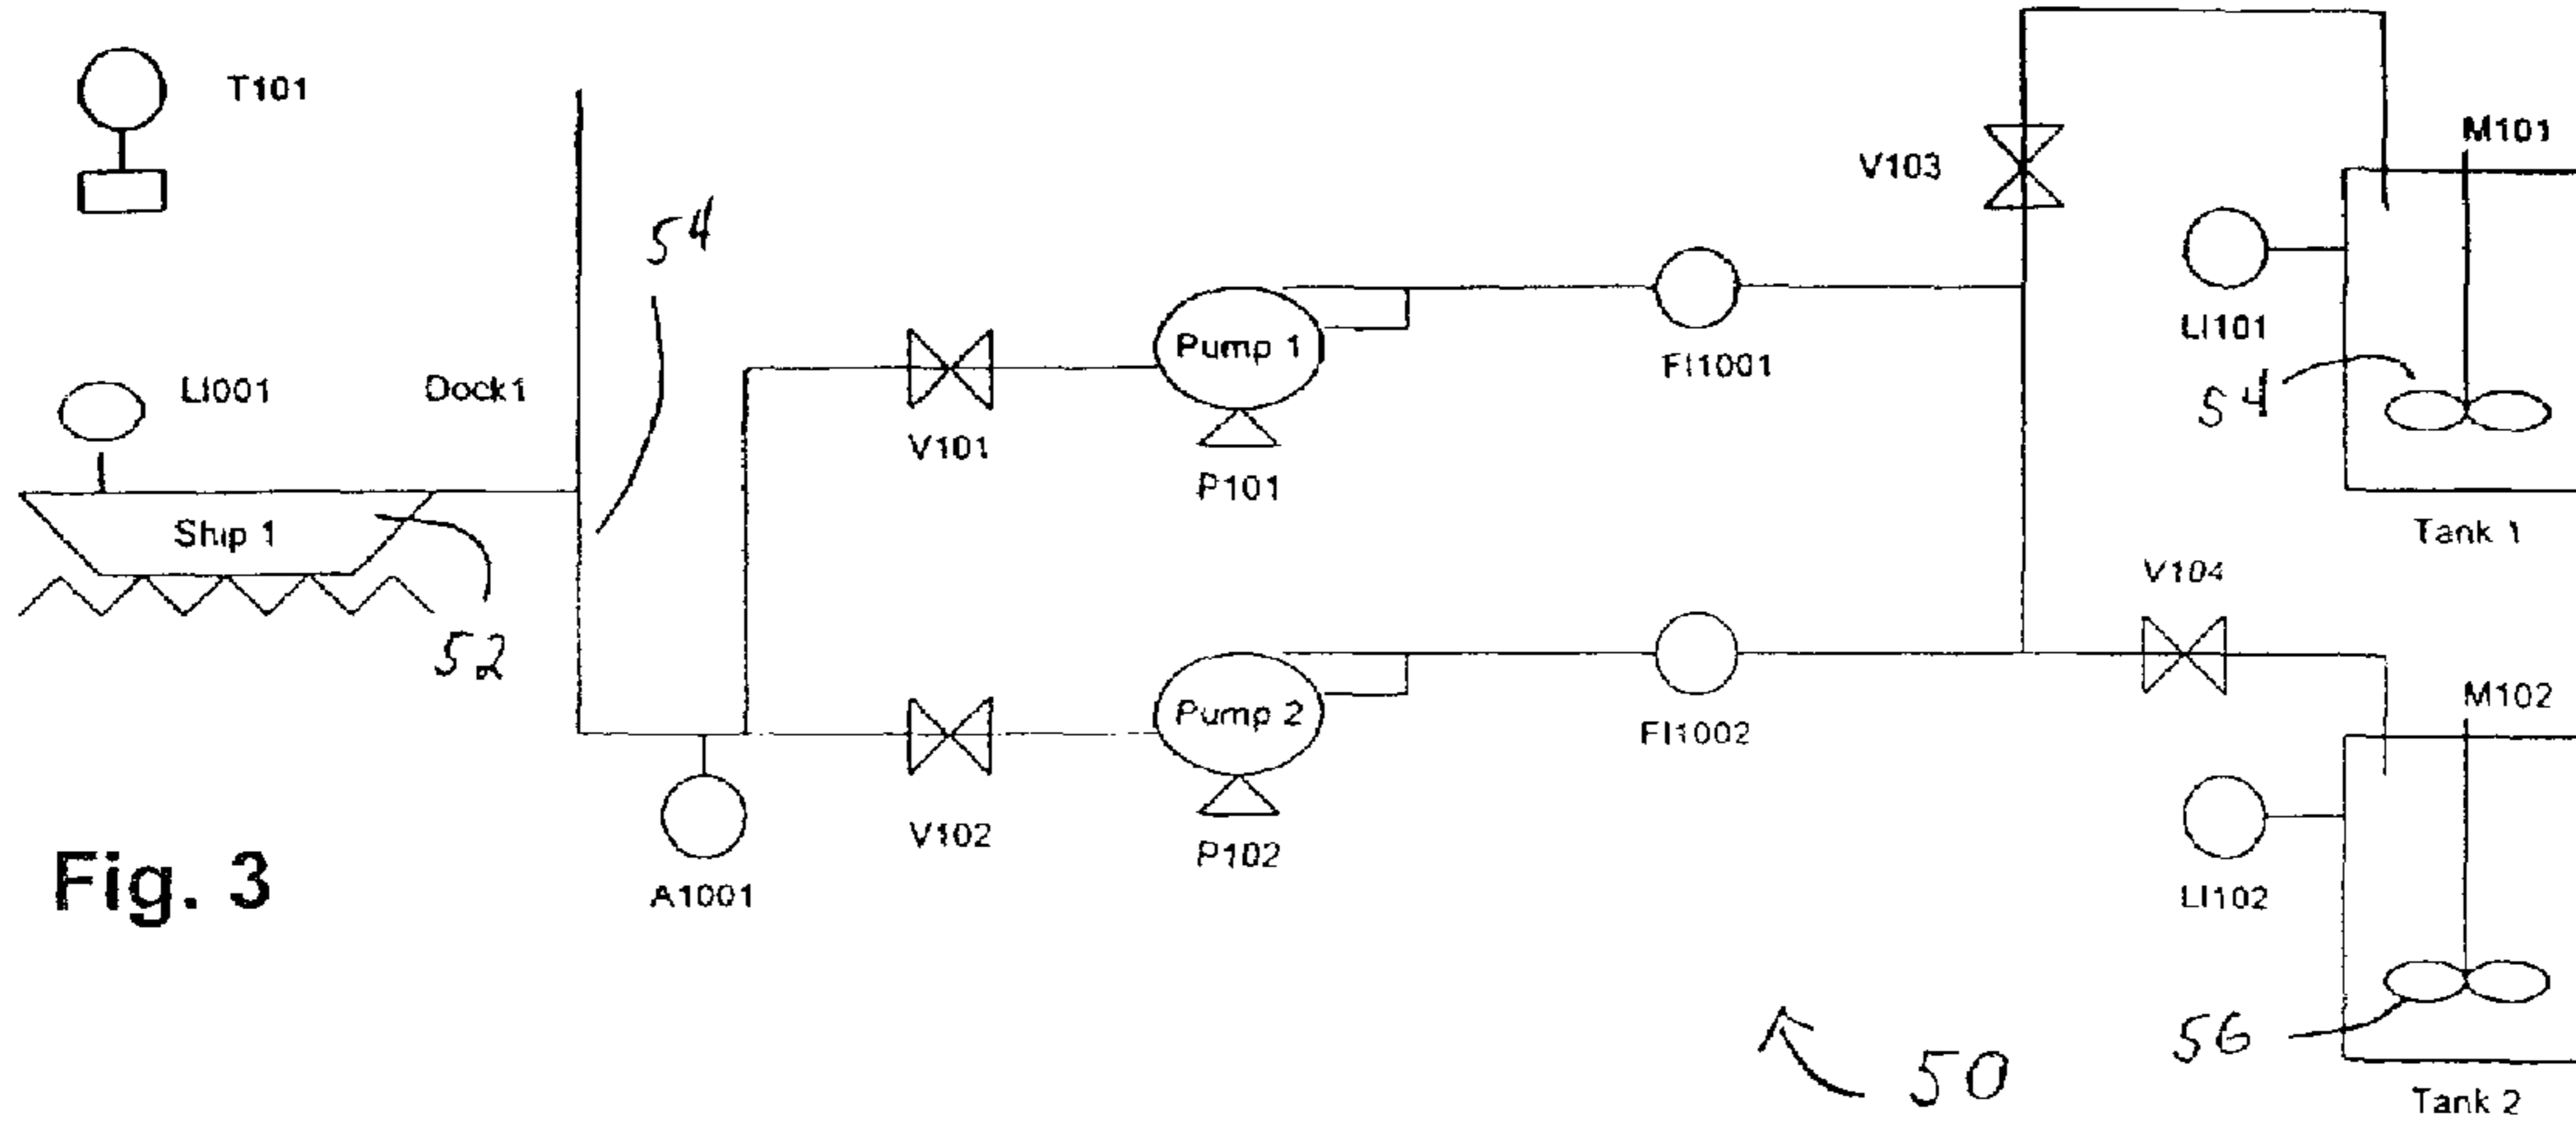 T101
M101
V103
54
LI101
Pump 1
FI1001
LI001
Dock1
54
V101
P101
Ship 1
Tank 1
V104
52
M102
Pump 2
FI1002
V102
P102
A1001
LI102
Fig. 3
56
50
Tank 2